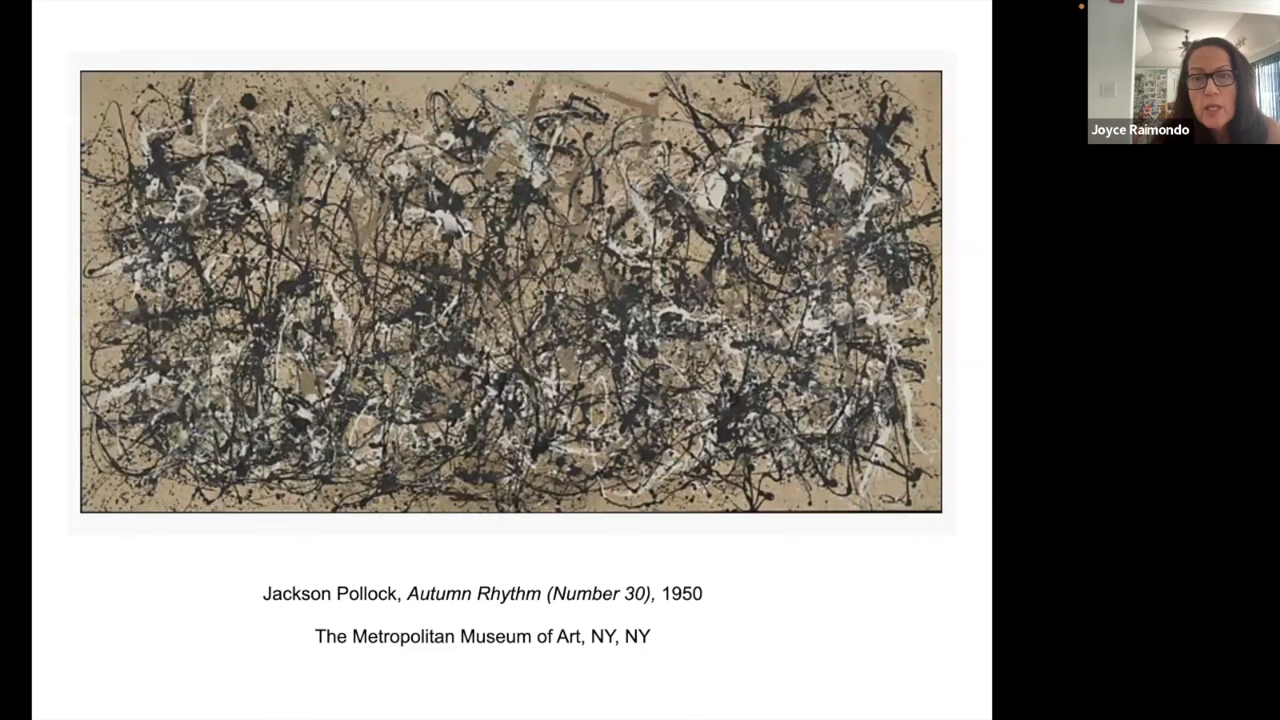 Joyce Raimondo
Jackson Pollock, Autumn Rhythm (Number 30), 1950
The Metropolitan Museum of Art, NY, NY